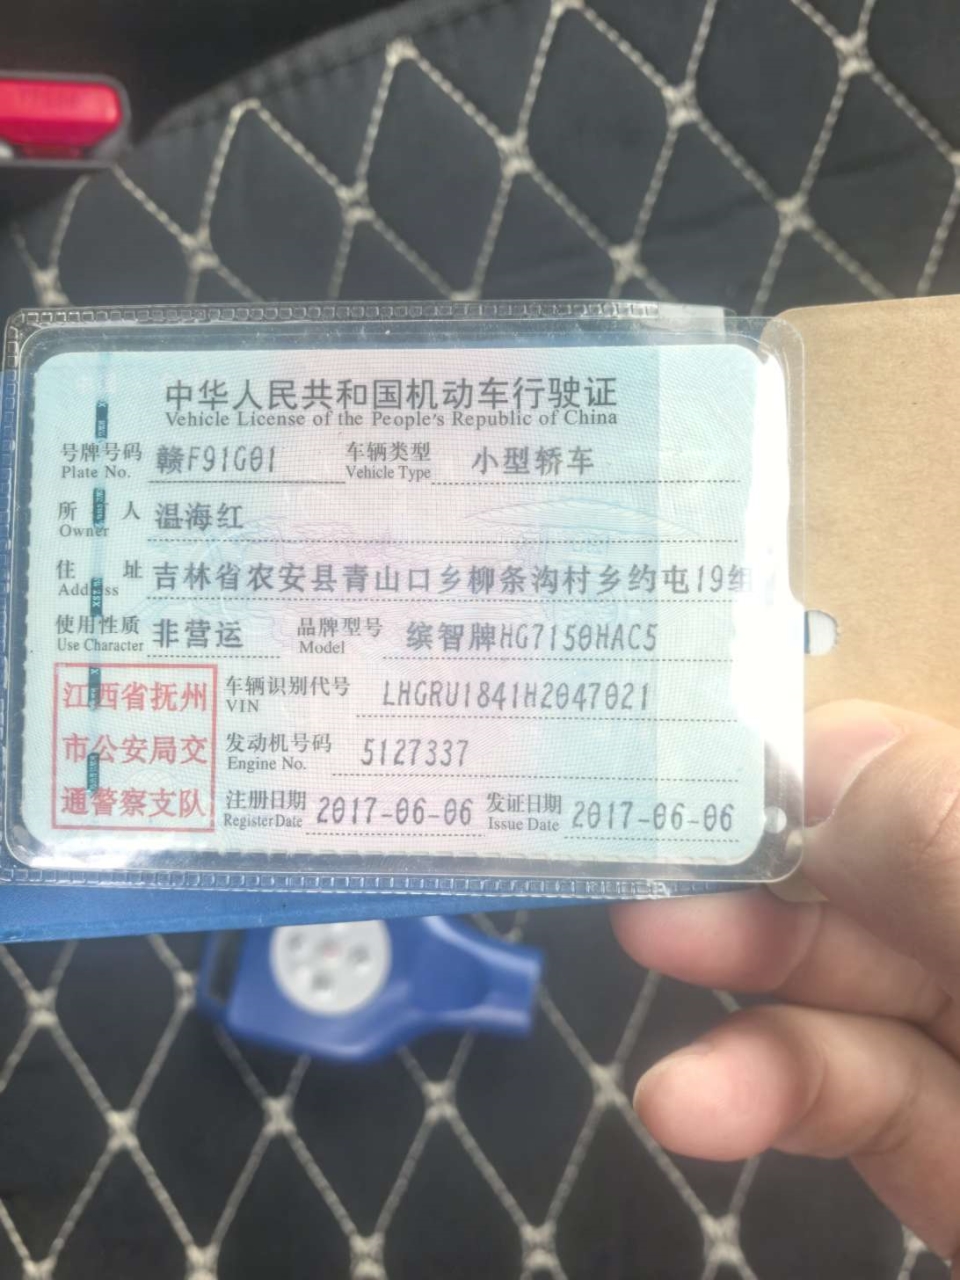 中华人民共和国机动车行驶证
Vehicle License of the People's Republic of China
号牌号码 赣F91G01 车辆类型 小型轿车
Plate No. Vehicle Type
所 人 温海红
Owner
住 址 吉林省农安县青山口乡柳条沟村乡约屯19组
Address
使用性质 非营运 品牌型号 缤智牌HG7150HAC5
Use Character Model
江西省抚州
市公安局交
通警察支队
车辆识别代号 LHGRU1841H2047021
VIN
发动机号码 5127337
Engine No.
注册日期 2017-06-06 发证日期 2017-06-06
Register Date Issue Date